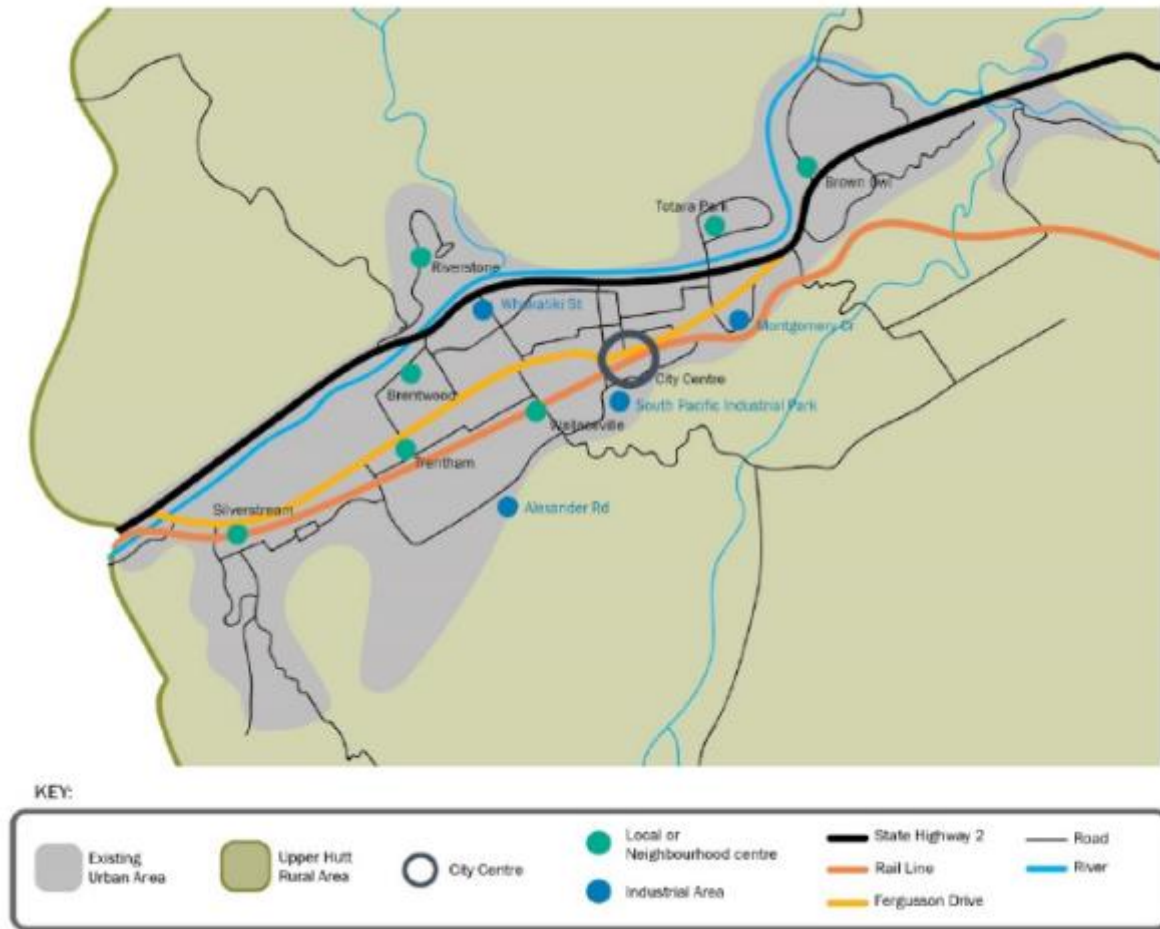 Brown Owl
Totara Park
Riverstone
Whakatiki St
Montgomery Cr
City Centre
Brentwood
South Pacific Industrial Park
Wallaceville
Trentham
Alexander Rd
Silverstream
KEY:
Existing
Urban Area
Upper Hutt
Rural Area
City Centre
Local or
Neighbourhood centre
Industrial Area
State Highway 2
Rail Line
Fergusson Drive
Road
River